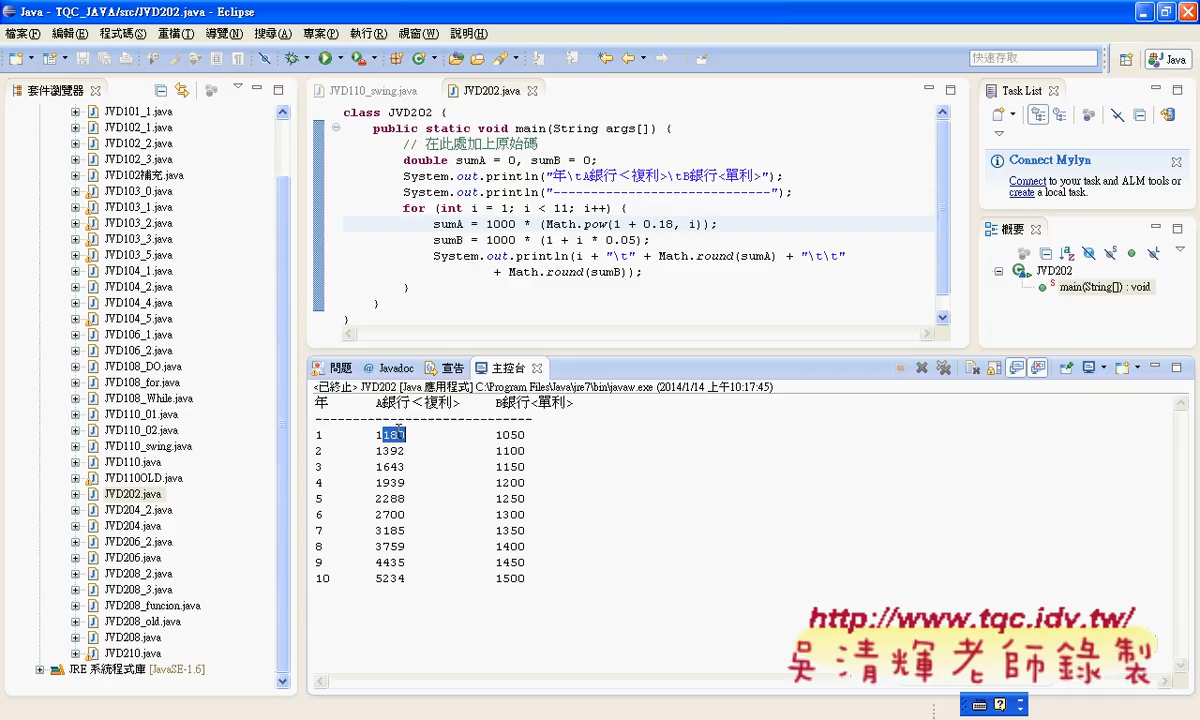 Java - TQC_JAVA/src/JVD202.java - Eclipse
檔案(F) 編輯(E) 程式碼(S) 重構(T) 導覽(N) 搜尋(A) 專案(P) 執行(R) 視窗(W) 說明(H)
快速存取
Java
套件瀏覽器
JVD101_1.java
JVD102_1.java
JVD102_2.java
JVD102_3.java
JVD102補充.java
JVD103_0.java
JVD103_1.java
JVD103_2.java
JVD103_3.java
JVD103_5.java
JVD104_1.java
JVD104_2.java
JVD104_4.java
JVD104_5.java
JVD106_1.java
JVD106_2.java
JVD108_DO.java
JVD108_for.java
JVD108_While.java
JVD110_01.java
JVD110_02.java
JVD110_swing.java
JVD110.java
JVD110OLD.java
JVD202.java
JVD204_2.java
JVD204.java
JVD206_2.java
JVD206.java
JVD208_2.java
JVD208_3.java
JVD208_funcion.java
JVD208_old.java
JVD208.java
JVD210.java
JRE 系統程式庫 [JavaSE-1.6]
JVD110_swing.java JVD202.java
class JVD202 {
public static void main(String args[]) {
// 在此處加上原始碼
double sumA = 0, sumB = 0;
System.out.println("年\tA銀行＜複利>\tB銀行<單利>");
System.out.println("-----------------------------");
for (int i = 1; i < 11; i++) {
sumA = 1000 * (Math.pow(1 + 0.18, i));
sumB = 1000 * (1 + i * 0.05);
System.out.println(i + "\t" + Math.round(sumA) + "\t\t"
+ Math.round(sumB));
}
}
}
Task List
Connect Mylyn
Connect to your task and ALM tools or
create a local task.
概要
JVD202
main(String[]) : void
問題 @ Javadoc 宣告 主控台
<已終止> JVD202 [Java 應用程式] C:\Program Files\Java\jre7\bin\javaw.exe (2014/1/14 上午10:17:45)
年 A銀行＜複利> B銀行<單利>
-----------------------------
1 1180 1050
2 1392 1100
3 1643 1150
4 1939 1200
5 2288 1250
6 2700 1300
7 3185 1350
8 3759 1400
9 4435 1450
10 5234 1500
http://www.tqc.idv.tw/
吳清輝老師錄製